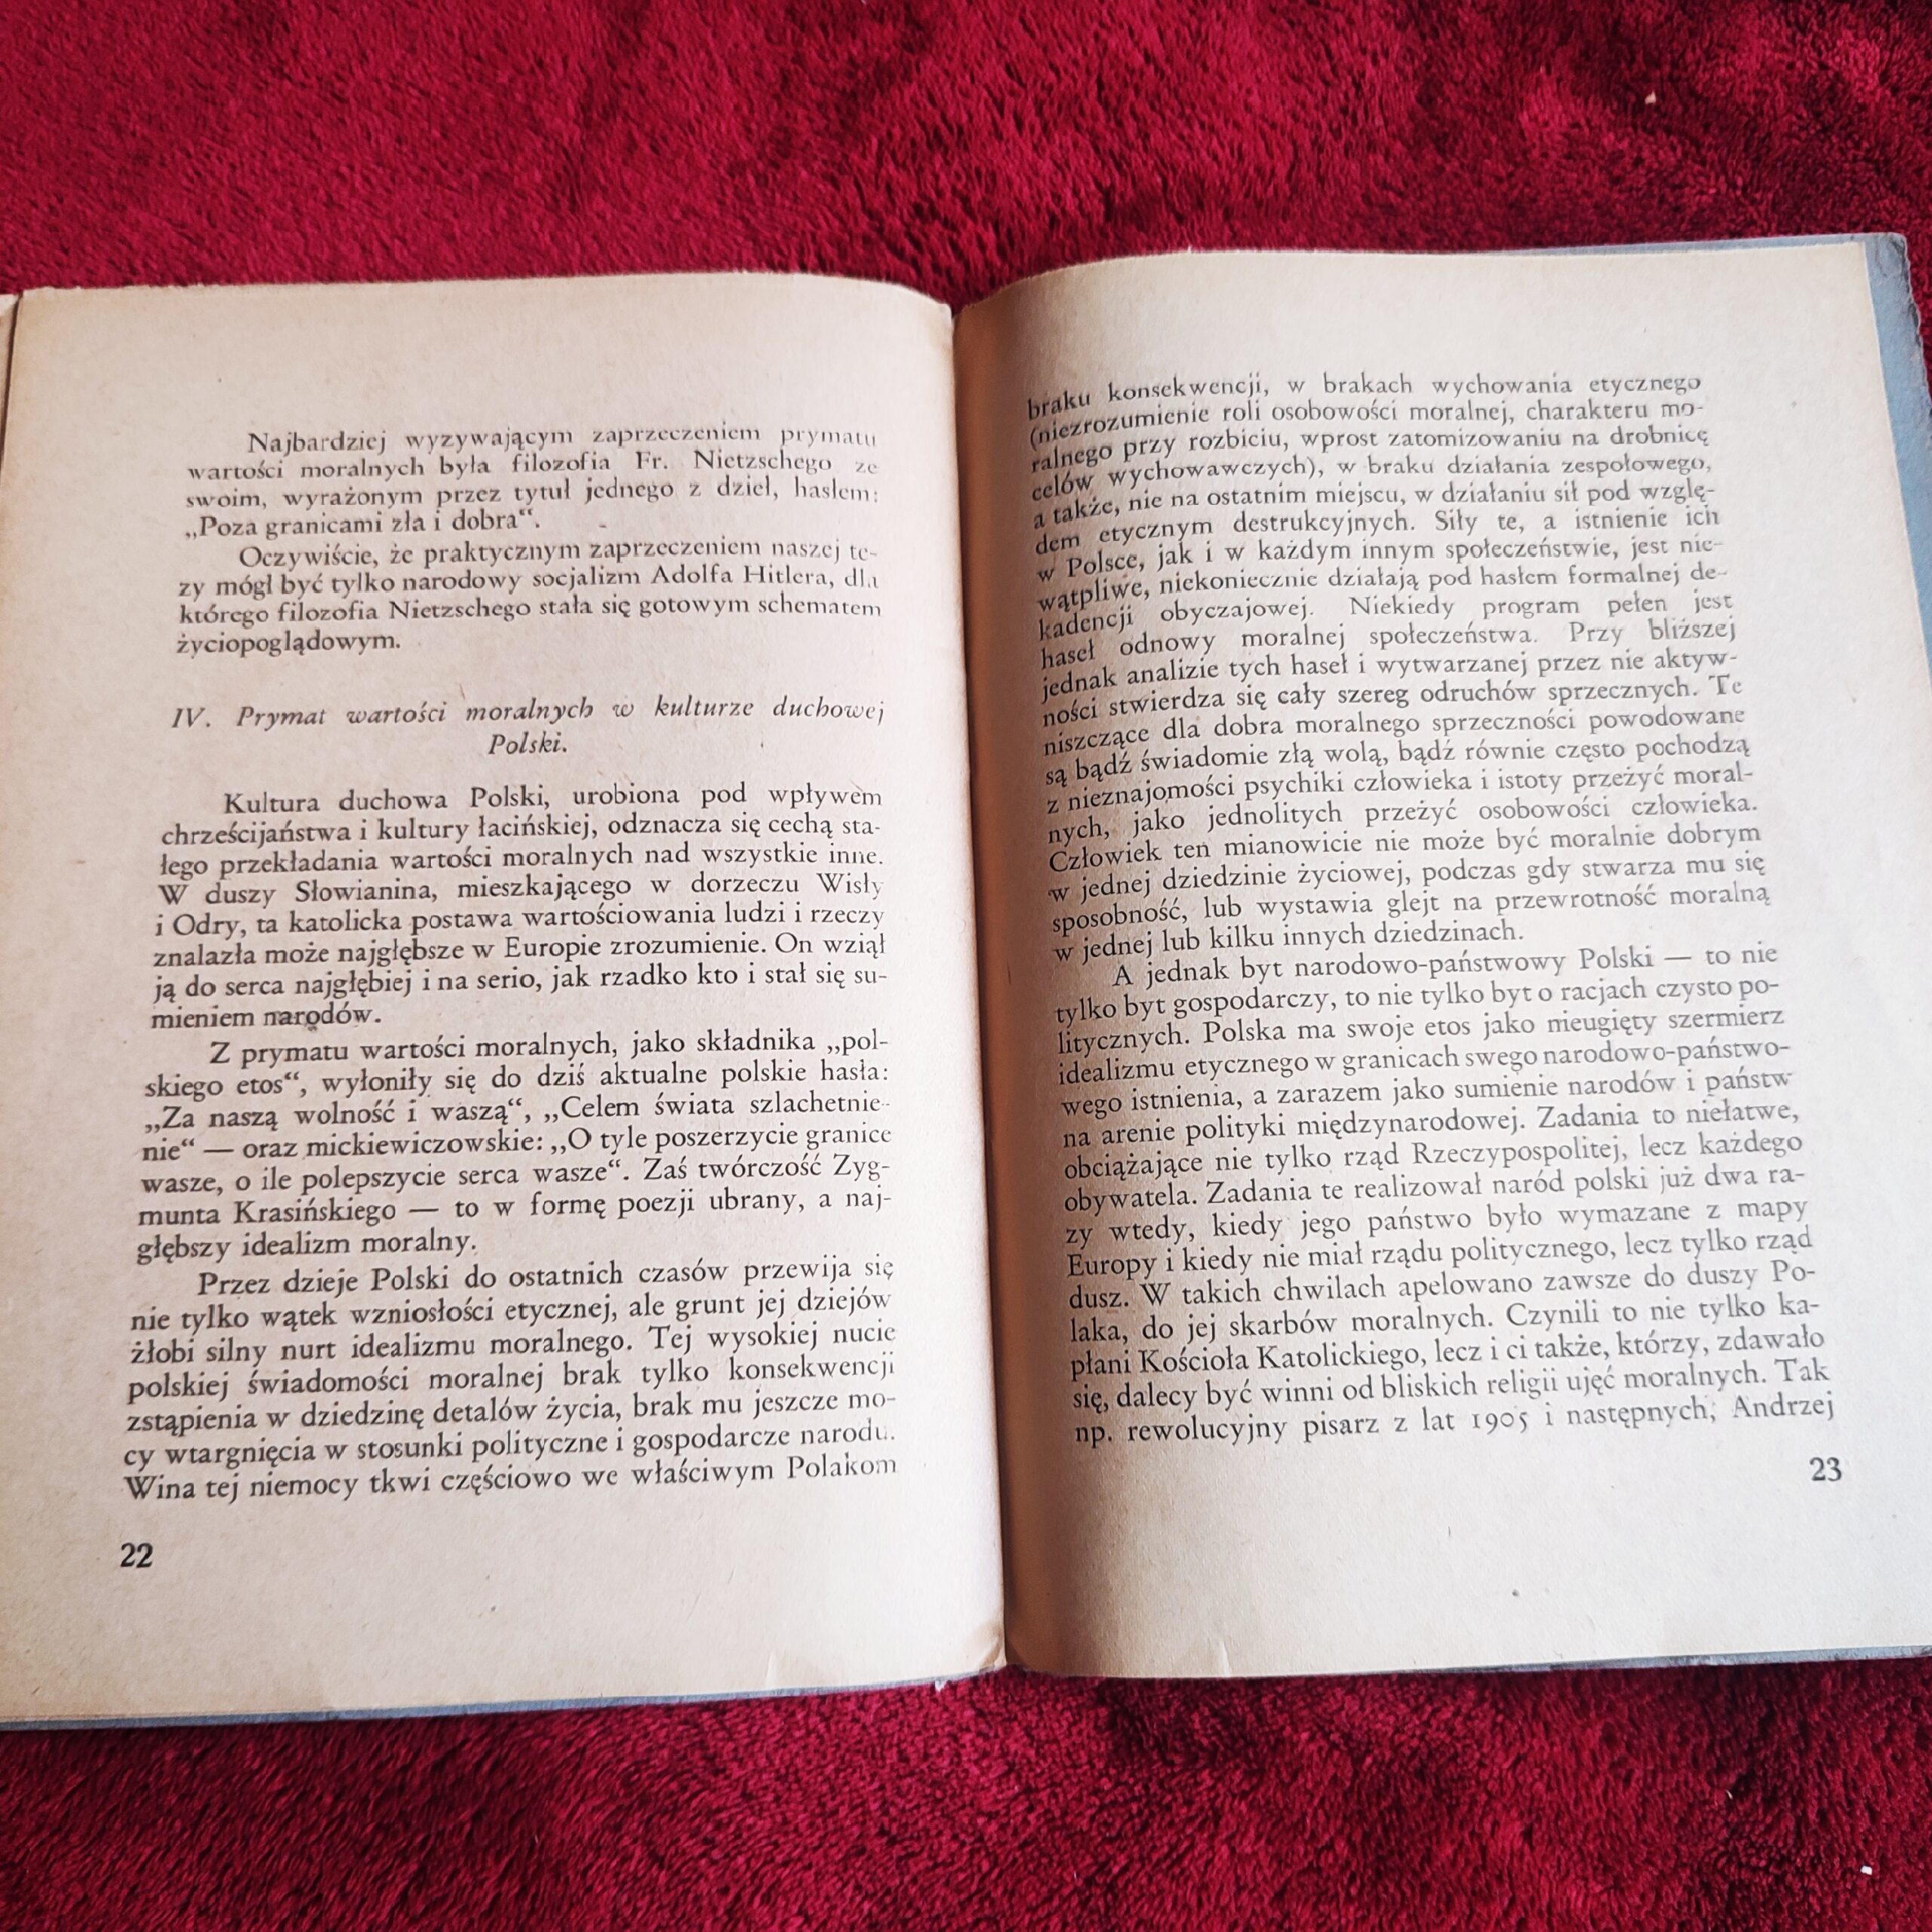 Najbardziej wyzywającym zaprzeczeniem prymatu
wartości moralnych była filozofia Fr. Nietzschego ze
swoim, wyrażonym przez tytuł jednego z dzieł, hasłem:
„Poza granicami zła i dobra“.
Oczywiście, że praktycznym zaprzeczeniem naszej te-
zy mógł być tylko narodowy socjalizm Adolfa Hitlera, dla
którego filozofia Nietzschego stała się gotowym schematem
życiopoglądowym.
IV. Prymat wartości moralnych w kulturze duchowej
Polski.
Kultura duchowa Polski, urobiona pod wpływem
chrześcijaństwa i kultury łacińskiej, odznacza się cechą sta-
łego przekładania wartości moralnych nad wszystkie inne.
W duszy Słowianina, mieszkającego w dorzeczu Wisły
i Odry, ta katolicka postawa wartościowania ludzi i rzeczy
znalazła może najgłębsze w Europie zrozumienie. On wziął
ją do serca najgłębiej i na serio, jak rzadko kto i stał się su-
mieniem narodów.
Z prymatu wartości moralnych, jako składnika „pol-
skiego etos“, wyłoniły się do dziś aktualne polskie hasła:
„Za naszą wolność i waszą“, „Celem świata szlachetnie-
nie“ — oraz mickiewiczowskie: „O tyle poszerzycie granice
wasze, o ile polepszycie serca wasze“. Zaś twórczość Zyg-
munta Krasińskiego — to w formę poezji ubrany, a naj-
głębszy idealizm moralny.
Przez dzieje Polski do ostatnich czasów przewija się
nie tylko wątek wzniosłości etycznej, ale grunt jej dziejów
żłobi silny nurt idealizmu moralnego. Tej wysokiej nucie
polskiej świadomości moralnej brak tylko konsekwencji
zstąpienia w dziedzinę detalów życia, brak mu jeszcze mo-
cy wtargnięcia w stosunki polityczne i gospodarcze narodu.
Wina tej niemocy tkwi częściowo we właściwym Polakom
22
braku konsekwencji, w brakach wychowania etycznego
(niezrozumienie roli osobowości moralnej, charakteru mo-
ralnego przy rozbiciu, wprost zatomizowaniu na drobnicę
celów wychowawczych), w braku działania zespołowego,
a także, nie na ostatnim miejscu, w działaniu sił pod wzglę-
dem etycznym destrukcyjnych. Siły te, a istnienie ich
w Polsce, jak i w każdym innym społeczeństwie, jest nie-
wątpliwe, niekoniecznie działają pod hasłem formalnej de-
kadencji obyczajowej. Niekiedy program pełen jest
haseł odnowy moralnej społeczeństwa. Przy bliższej
jednak analizie tych haseł i wytwarzanej przez nie aktyw-
ności stwierdza się cały szereg odruchów sprzecznych. Te
niszczące dla dobra moralnego sprzeczności powodowane
są bądź świadomie złą wolą, bądź równie często pochodzą
z nieznajomości psychiki człowieka i istoty przeżyć moral-
nych, jako jednolitych przeżyć osobowości człowieka.
Człowiek ten mianowicie nie może być moralnie dobrym
w jednej dziedzinie życiowej, podczas gdy stwarza mu się
sposobność, lub wystawia glejt na przewrotność moralną
w jednej lub kilku innych dziedzinach.
A jednak byt narodowo-państwowy Polski — to nie
tylko byt gospodarczy, to nie tylko byt o racjach czysto po-
litycznych. Polska ma swoje etos jako nieugięty szermierz
idealizmu etycznego w granicach swego narodowo-państwo-
wego istnienia, a zarazem jako sumienie narodów i państw
na arenie polityki międzynarodowej. Zadania to niełatwe,
obciążające nie tylko rząd Rzeczypospolitej, lecz każdego
obywatela. Zadania te realizował naród polski już dwa ra-
zy wtedy, kiedy jego państwo było wymazane z mapy
Europy i kiedy nie miał rządu politycznego, lecz tylko rząd
dusz. W takich chwilach apelowano zawsze do duszy Po-
laka, do jej skarbów moralnych. Czynili to nie tylko ka-
płani Kościoła Katolickiego, lecz i ci także, którzy, zdawało
się, dalecy być winni od bliskich religii ujęć moralnych. Tak
np. rewolucyjny pisarz z lat 1905 i następnych, Andrzej
23